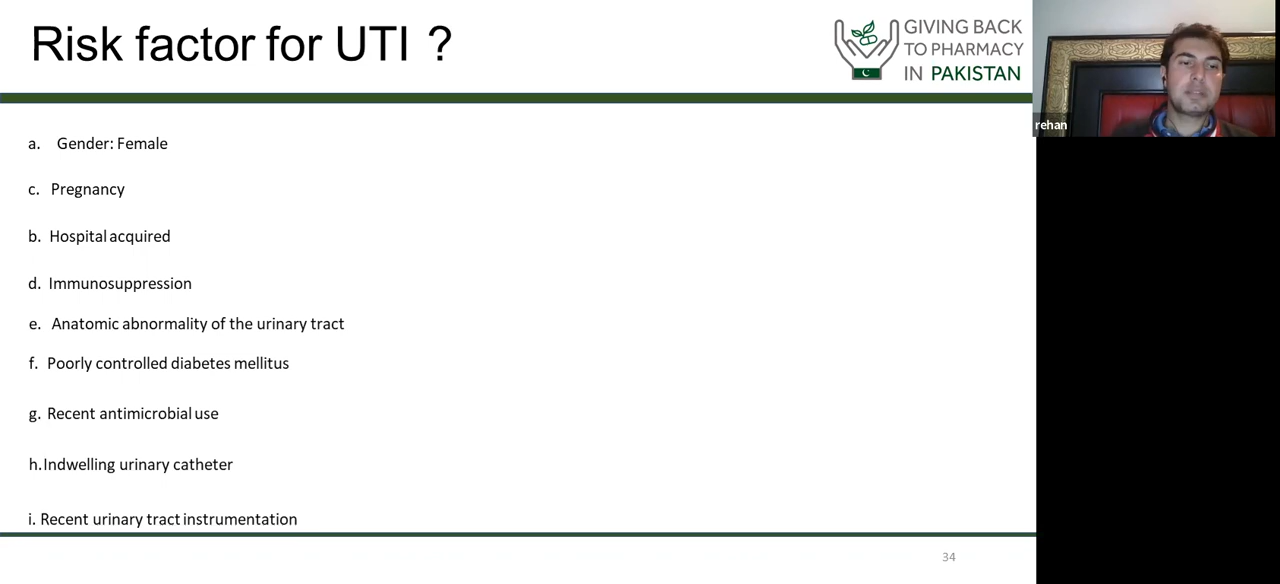 Risk factor for UTI ?
GIVING BACK
TO PHARMACY
IN PAKISTAN
rehan
a. Gender: Female
c. Pregnancy
b. Hospital acquired
d. Immunosuppression
e. Anatomic abnormality of the urinary tract
f. Poorly controlled diabetes mellitus
g. Recent antimicrobial use
h.Indwelling urinary catheter
i. Recent urinary tract instrumentation
34